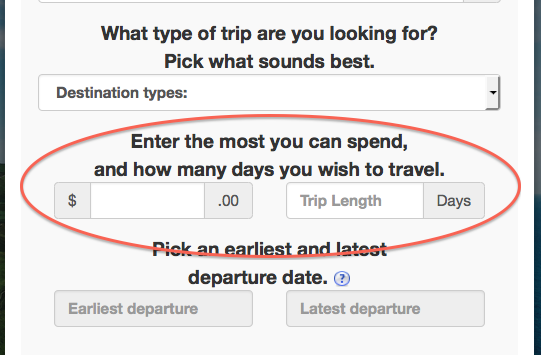 What type of trip are you looking for?
Pick what sounds best.
Destination types:
Enter the most you can spend,
and how many days you wish to travel.
$ .00 Trip Length Days
Pick an earliest and latest
departure date. ?
Earliest departure Latest departure